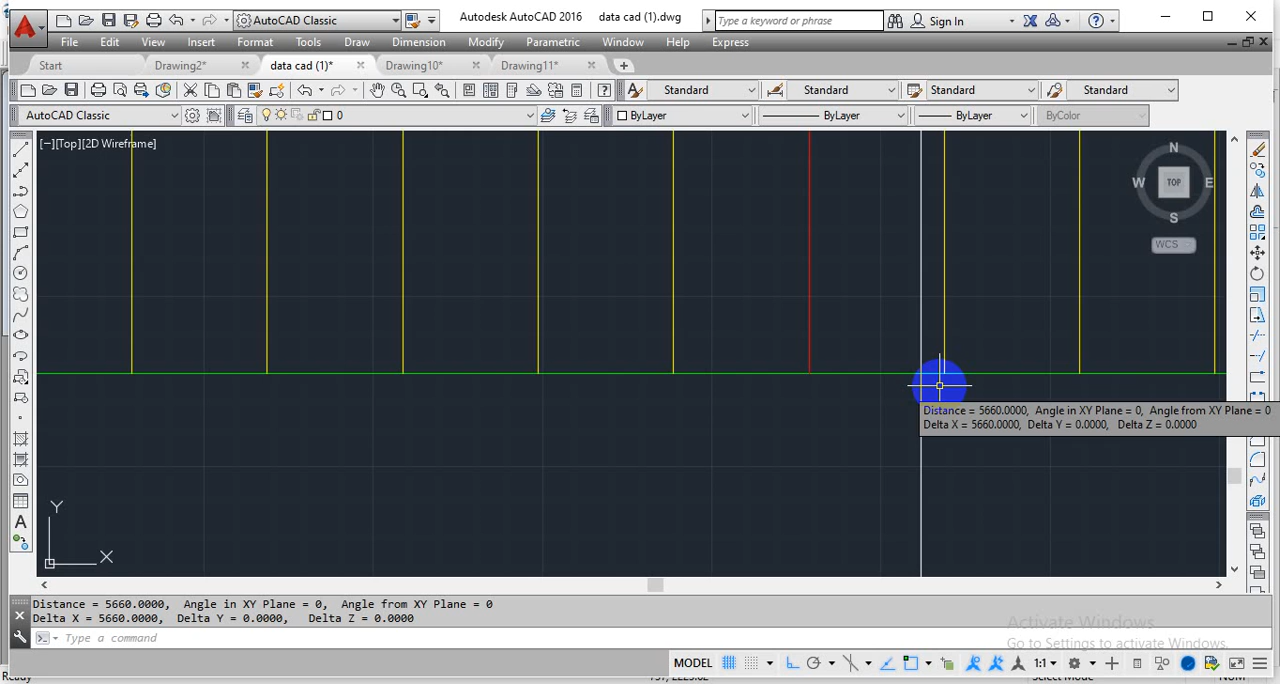 AutoCAD Classic
Autodesk AutoCAD 2016 data cad (1).dwg
Type a keyword or phrase
Sign In
File Edit View Insert Format Tools Draw Dimension Modify Parametric Window Help Express
Start Drawing2* data cad (1)* Drawing10* Drawing11*
Standard Standard Standard Standard
AutoCAD Classic 0 ByLayer ByLayer ByLayer ByColor
[−][Top][2D Wireframe]
N
W TOP E
S
WCS
Distance = 5660.0000, Angle in XY Plane = 0, Angle from XY Plane = 0
Delta X = 5660.0000, Delta Y = 0.0000, Delta Z = 0.0000
Y
X
Distance = 5660.0000, Angle in XY Plane = 0, Angle from XY Plane = 0
Delta X = 5660.0000, Delta Y = 0.0000, Delta Z = 0.0000
Type a command
Activate Windows
Go to Settings to activate Windows.
MODEL 1:1